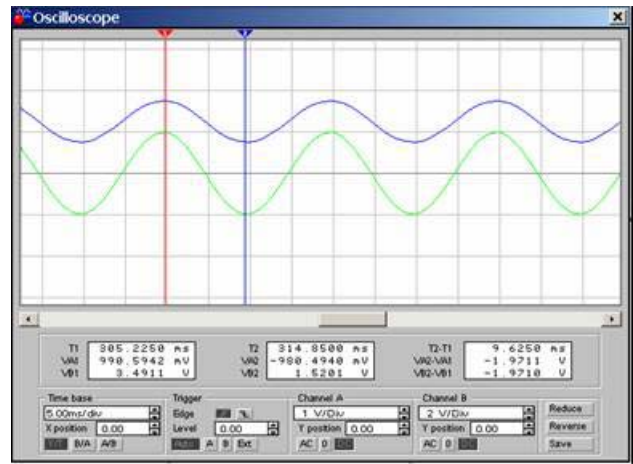 Oscilloscope
T1 305.2250 ms T2 314.8500 ms T2-T1 9.6250 ms
VA1 990.5942 mV VA2 -980.4940 mV VA2-VA1 -1.9711 V
VB1 3.4911 V VB2 1.5201 V VB2-VB1 -1.9710 V
Time base Trigger Channel A Channel B
5.00ms/div Edge 1 V/Div 2 V/Div Reduce
X position 0.00 Level 0.00 Y position 0.00 Y position 0.00 Reverse
Y/T B/A A/B Auto A B Ext AC 0 DC AC 0 DC Save